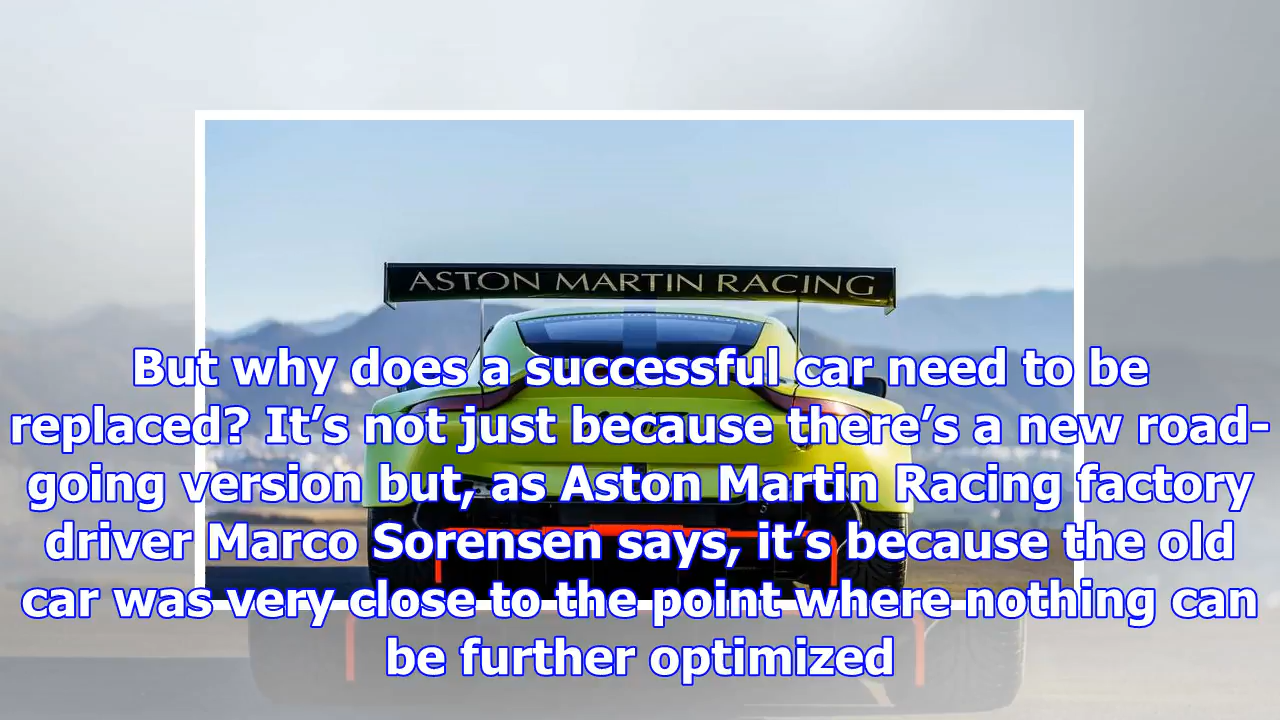 ASTON MARTIN RACING
But why does a successful car need to be
replaced? It’s not just because there’s a new road-
going version but, as Aston Martin Racing factory
driver Marco Sorensen says, it’s because the old
car was very close to the point where nothing can
be further optimized